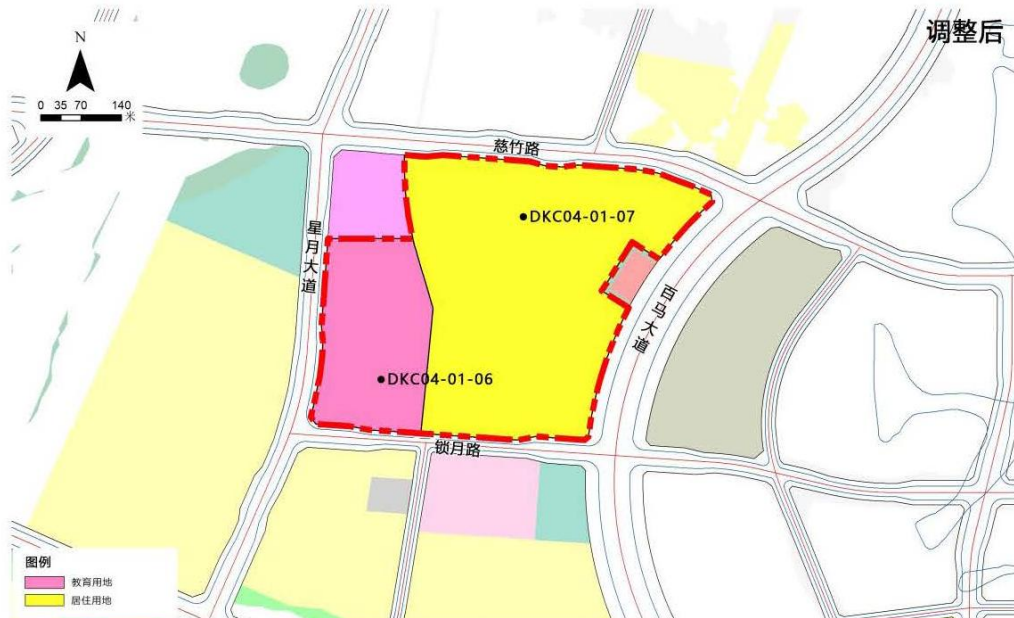 调整后
N
0 35 70 140
米
慈竹路
DKC04-01-07
星月大道
百马大道
DKC04-01-06
锁月路
图例
教育用地
居住用地